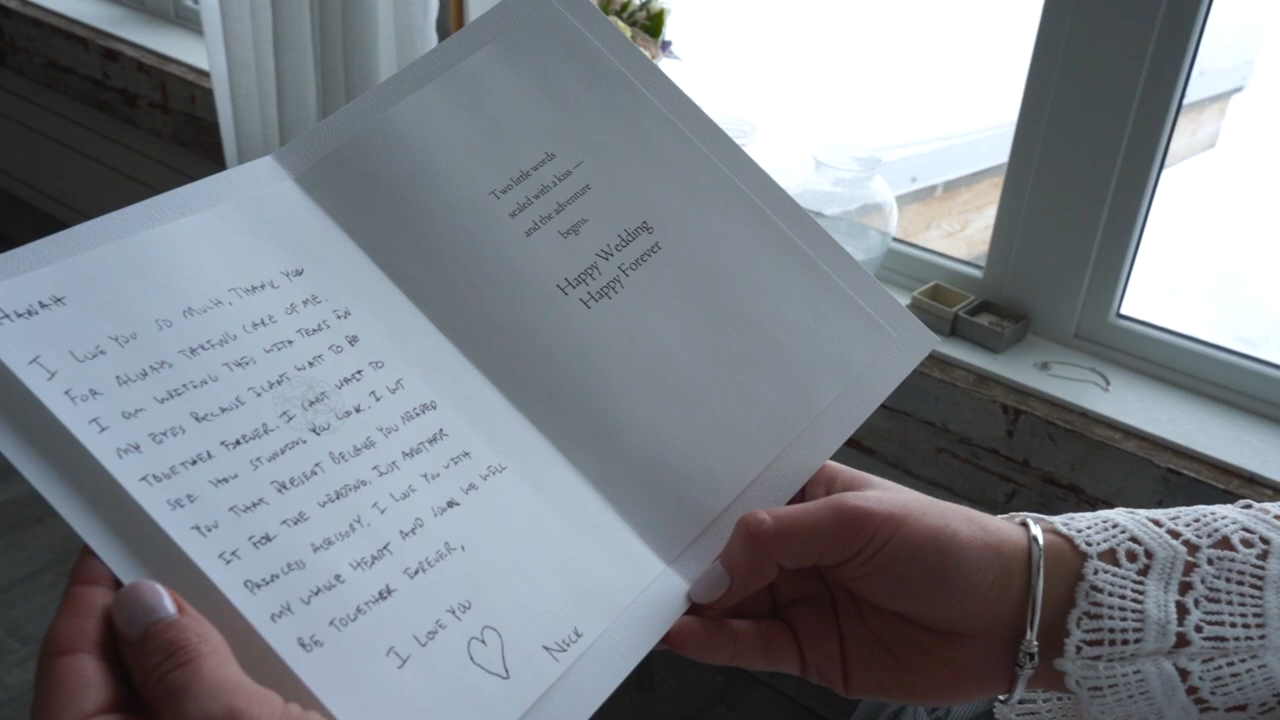 HANAH
I LOVE YOU SO MUCH, THANK YOU
FOR ALWAYS TAKING CARE OF ME.
I am WRITING THIS WITH TEARS IN
MY EYES BECAUSE I CANT WAIT TO BE
TOGETHER FOREVER. I CANT WAIT TO
SEE HOW STUNNING YOU LOOK. I GOT
YOU THAT PRESENT BECAUSE YOU NEEDED
IT FOR THE WEDDING. JUST ANOTHER
PRINCESS ACCESSORY. I LOVE YOU WITH
MY WHOLE HEART AND SOON WE WILL
BE TOGETHER FOREVER,
I LOVE YOU
NICK
Two little words
sealed with a kiss —
and the adventure
begins.
Happy Wedding
Happy Forever